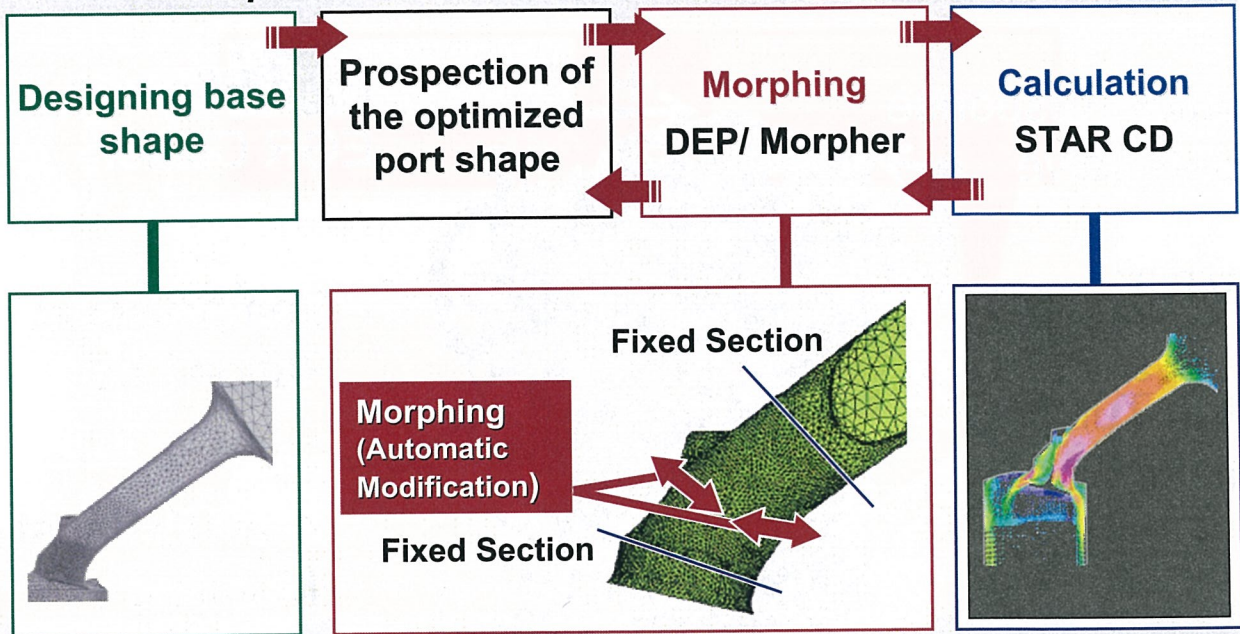 Designing base
shape
Prospection of
the optimized
port shape
Morphing
DEP/ Morpher
Calculation
STAR CD
Fixed Section
Morphing
(Automatic
Modification)
Fixed Section